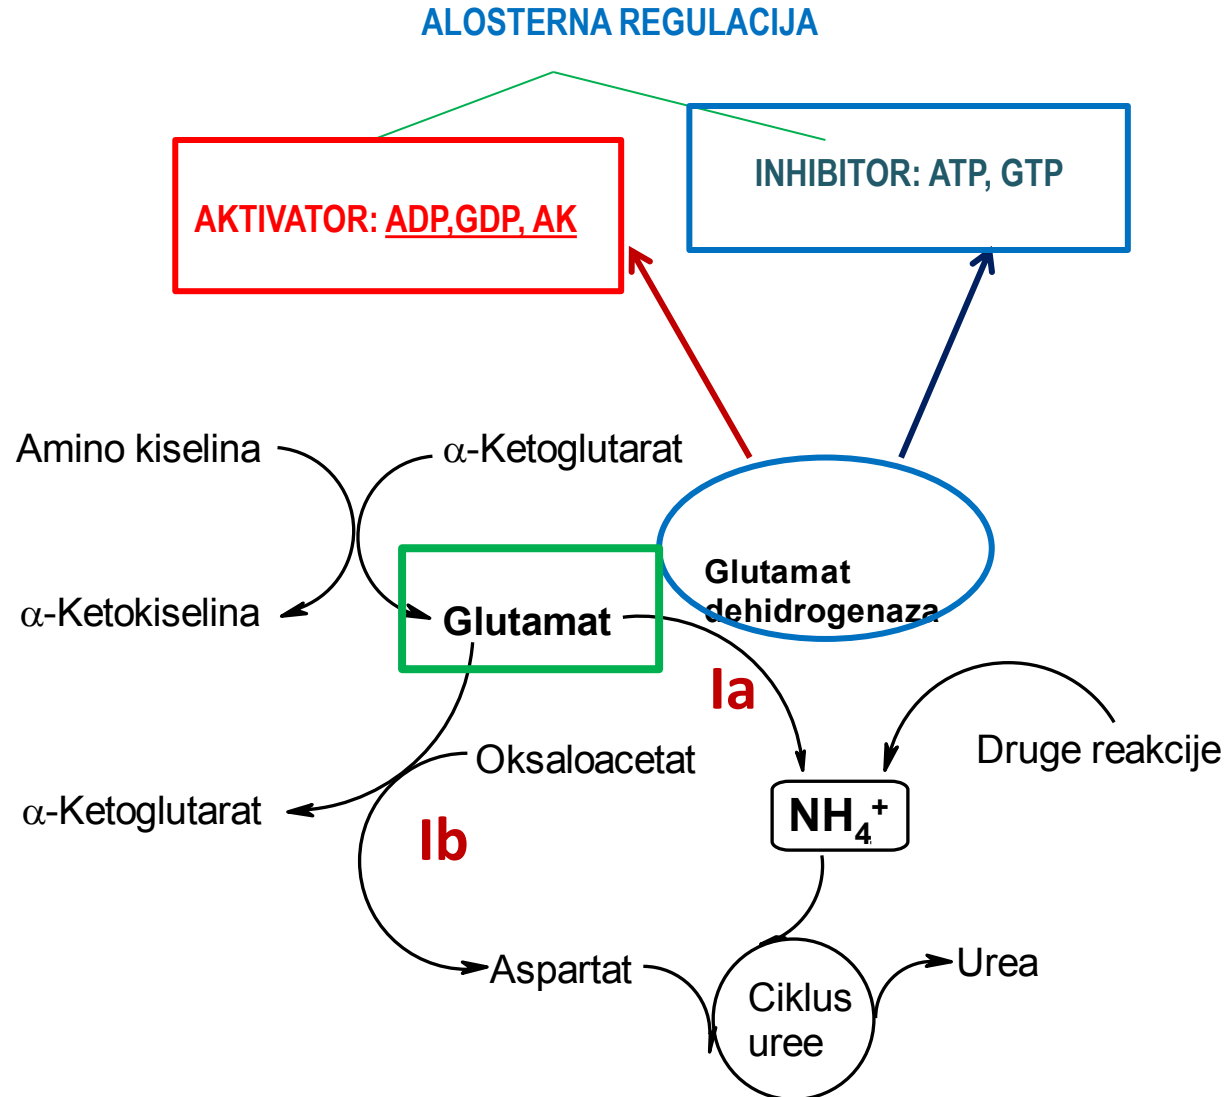 ALOSTERNA REGULACIJA
INHIBITOR: ATP, GTP
AKTIVATOR: ADP,GDP, AK
Amino kiselina
α-Ketoglutarat
Glutamat
dehidrogenaza
α-Ketokiselina
Glutamat
Ia
Oksaloacetat
Druge reakcije
α-Ketoglutarat
Ib
NH₄⁺
Aspartat
Urea
Ciklus
uree